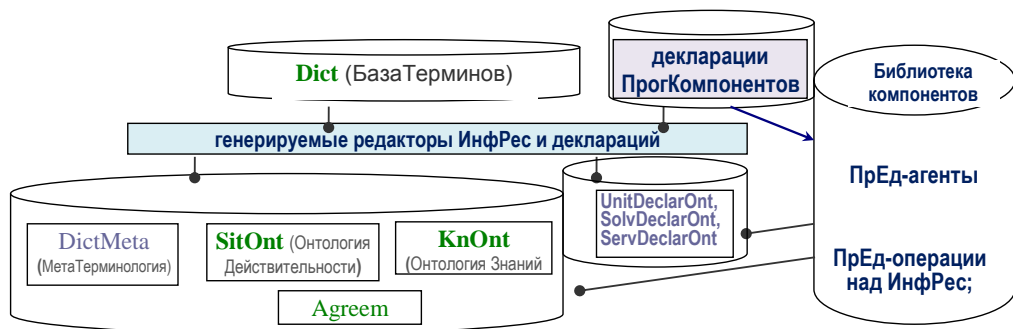 Dict (БазаТерминов)
декларации
ПрогКомпонентов
Библиотека
компонентов
генерируемые редакторы ИнфРес и деклараций
ПрЕд-агенты
UnitDeclarOnt,
SolvDeclarOnt,
ServDeclarOnt
DictMeta
(МетаТерминология)
SitOnt (Онтология
Действительности)
KnOnt
(Онтология Знаний
ПрЕд-операции
над ИнфРес;
Agreem